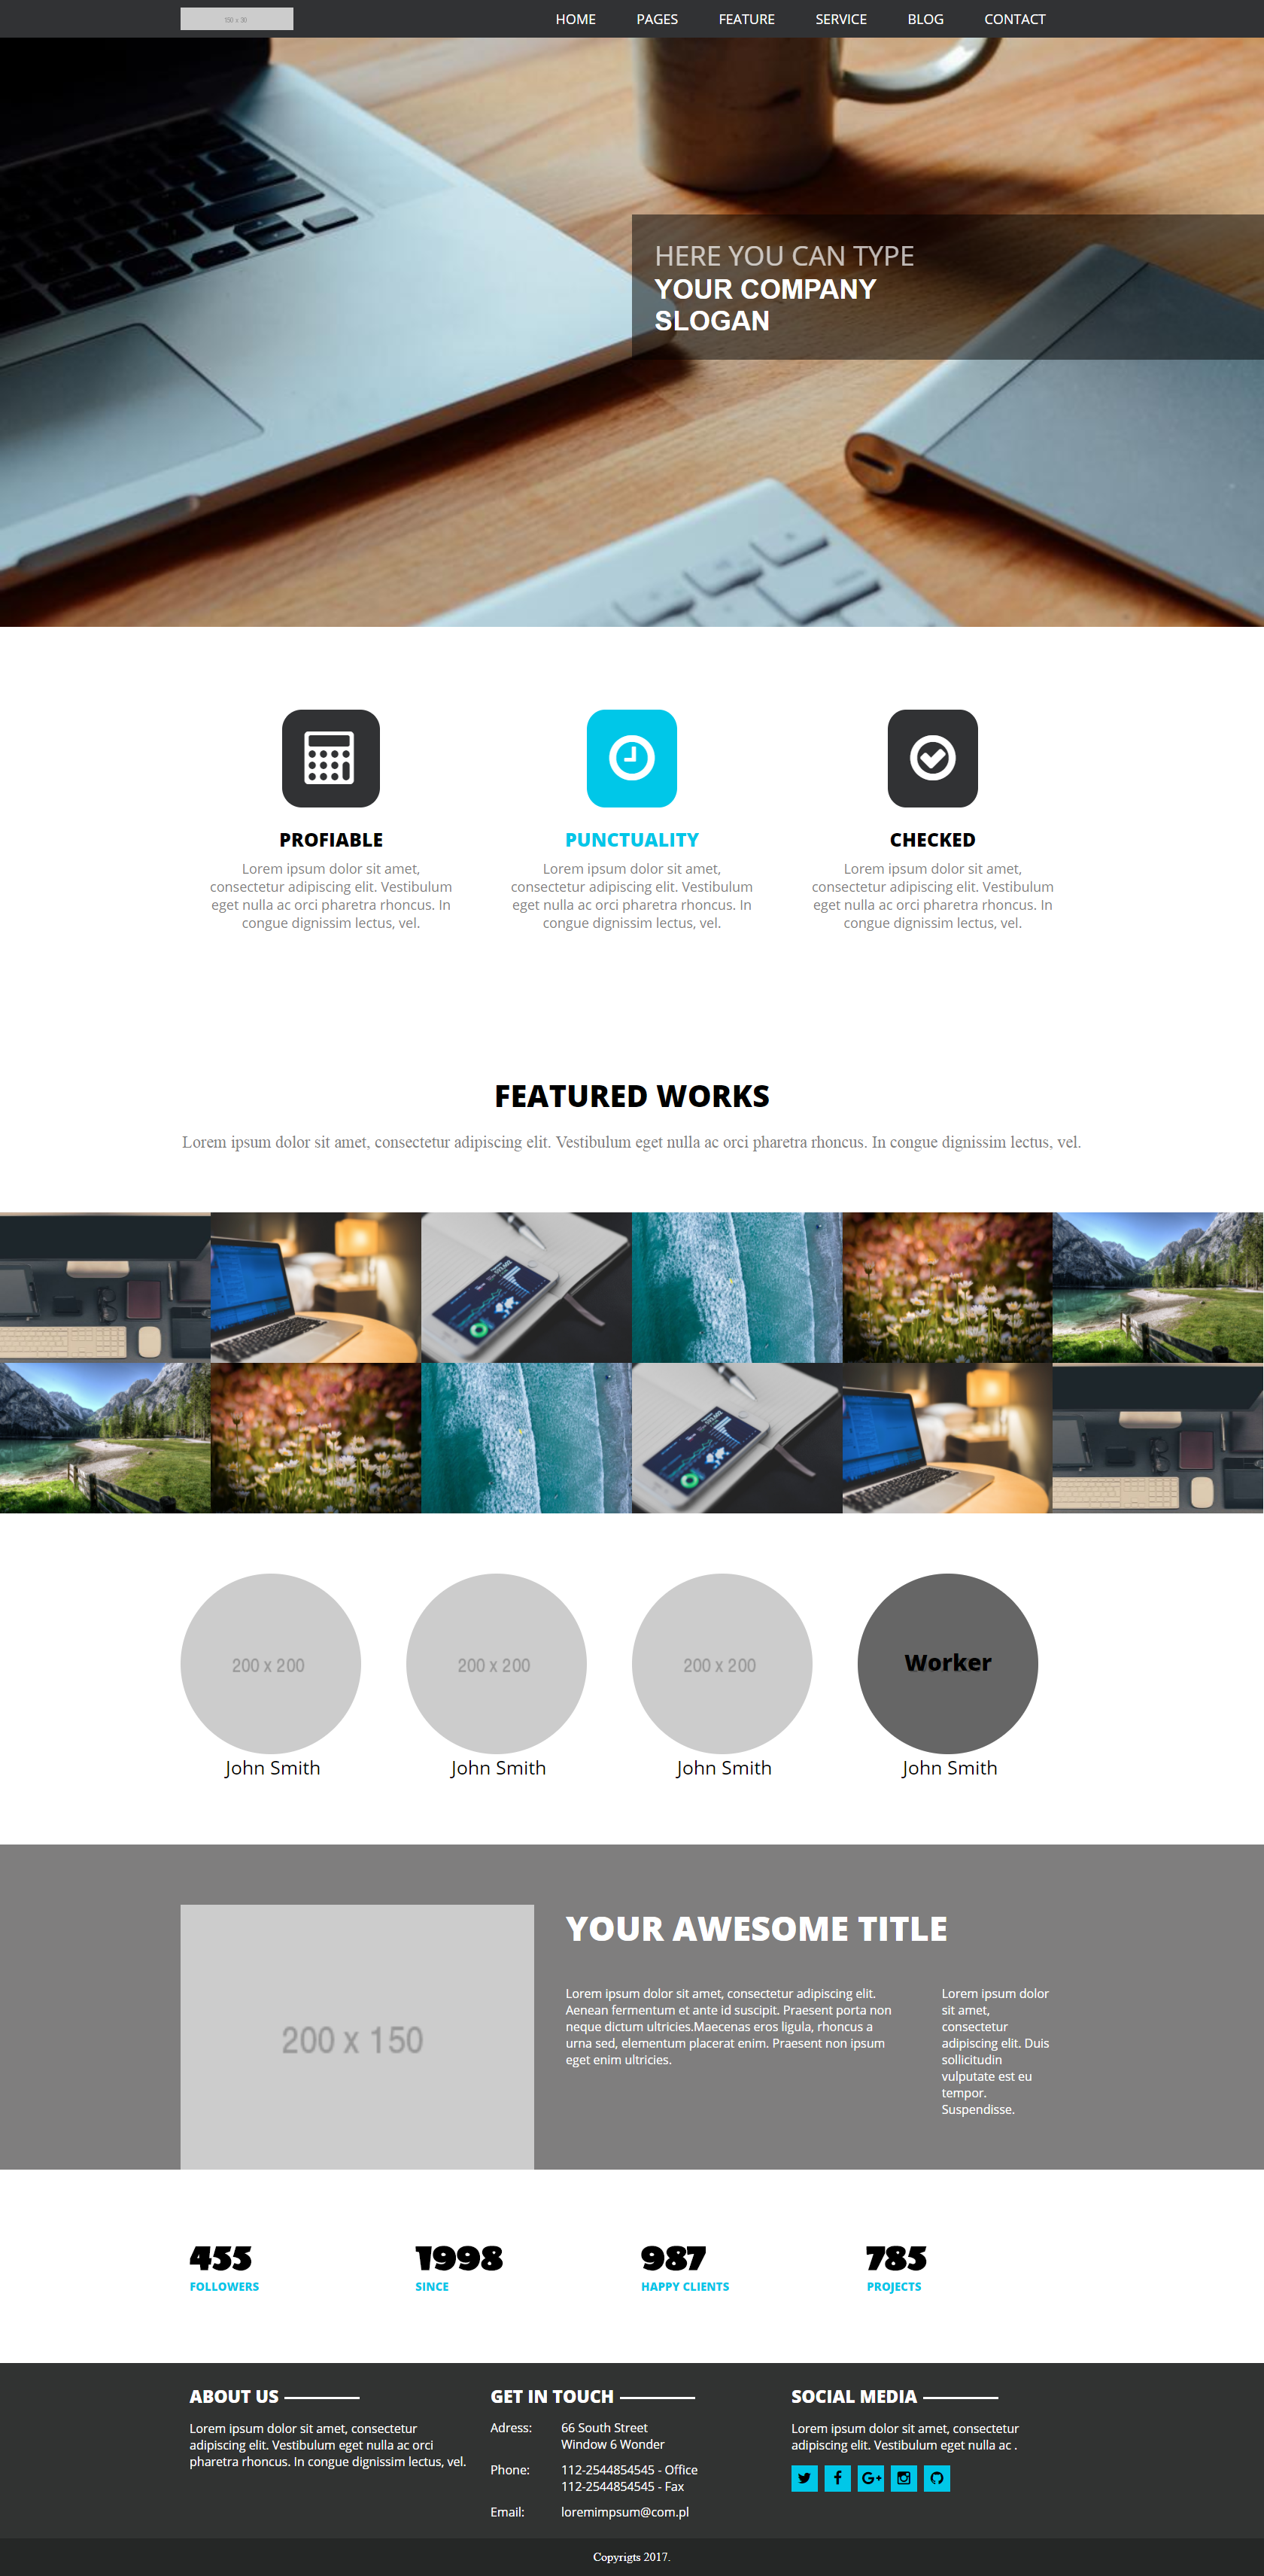 150 x 30
HOME PAGES FEATURE SERVICE BLOG CONTACT
HERE YOU CAN TYPE
YOUR COMPANY
SLOGAN
PROFIABLE
Lorem ipsum dolor sit amet,
consectetur adipiscing elit. Vestibulum
eget nulla ac orci pharetra rhoncus. In
congue dignissim lectus, vel.
PUNCTUALITY
Lorem ipsum dolor sit amet,
consectetur adipiscing elit. Vestibulum
eget nulla ac orci pharetra rhoncus. In
congue dignissim lectus, vel.
CHECKED
Lorem ipsum dolor sit amet,
consectetur adipiscing elit. Vestibulum
eget nulla ac orci pharetra rhoncus. In
congue dignissim lectus, vel.
FEATURED WORKS
Lorem ipsum dolor sit amet, consectetur adipiscing elit. Vestibulum eget nulla ac orci pharetra rhoncus. In congue dignissim lectus, vel.
200 x 200
John Smith
200 x 200
John Smith
200 x 200
John Smith
Worker
John Smith
200 x 150
YOUR AWESOME TITLE
Lorem ipsum dolor sit amet, consectetur adipiscing elit.
Aenean fermentum et ante id suscipit. Praesent porta non
neque dictum ultricies.Maecenas eros ligula, rhoncus a
urna sed, elementum placerat enim. Praesent non ipsum
eget enim ultricies.
Lorem ipsum dolor
sit amet,
consectetur
adipiscing elit. Duis
sollicitudin
vulputate est eu
tempor.
Suspendisse.
455
FOLLOWERS
1998
SINCE
987
HAPPY CLIENTS
785
PROJECTS
ABOUT US
Lorem ipsum dolor sit amet, consectetur
adipiscing elit. Vestibulum eget nulla ac orci
pharetra rhoncus. In congue dignissim lectus, vel.
GET IN TOUCH
Adress: 66 South Street
Window 6 Wonder
Phone: 112-2544854545 - Office
112-2544854545 - Fax
Email: loremimpsum@com.pl
SOCIAL MEDIA
Lorem ipsum dolor sit amet, consectetur
adipiscing elit. Vestibulum eget nulla ac .
Copyrigts 2017.